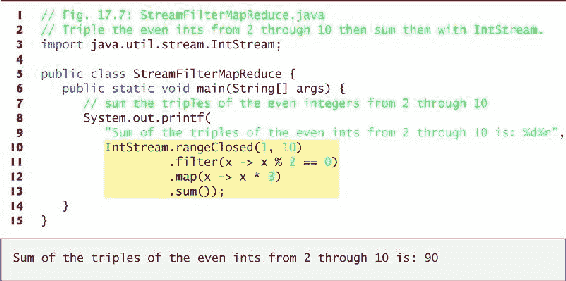 1 // Fig. 17.7: StreamFilterMapReduce.java
2 // Triple the even ints from 2 through 10 then sum them with IntStream.
3 import java.util.stream.IntStream;
4
5 public class StreamFilterMapReduce {
6 public static void main(String[] args) {
7 // sum the triples of the even integers from 2 through 10
8 System.out.printf(
9 "Sum of the triples of the even ints from 2 through 10 is: %d%n",
10 IntStream.rangeClosed(1, 10)
11 .filter(x -> x % 2 == 0)
12 .map(x -> x * 3)
13 .sum());
14 }
15 }
Sum of the triples of the even ints from 2 through 10 is: 90